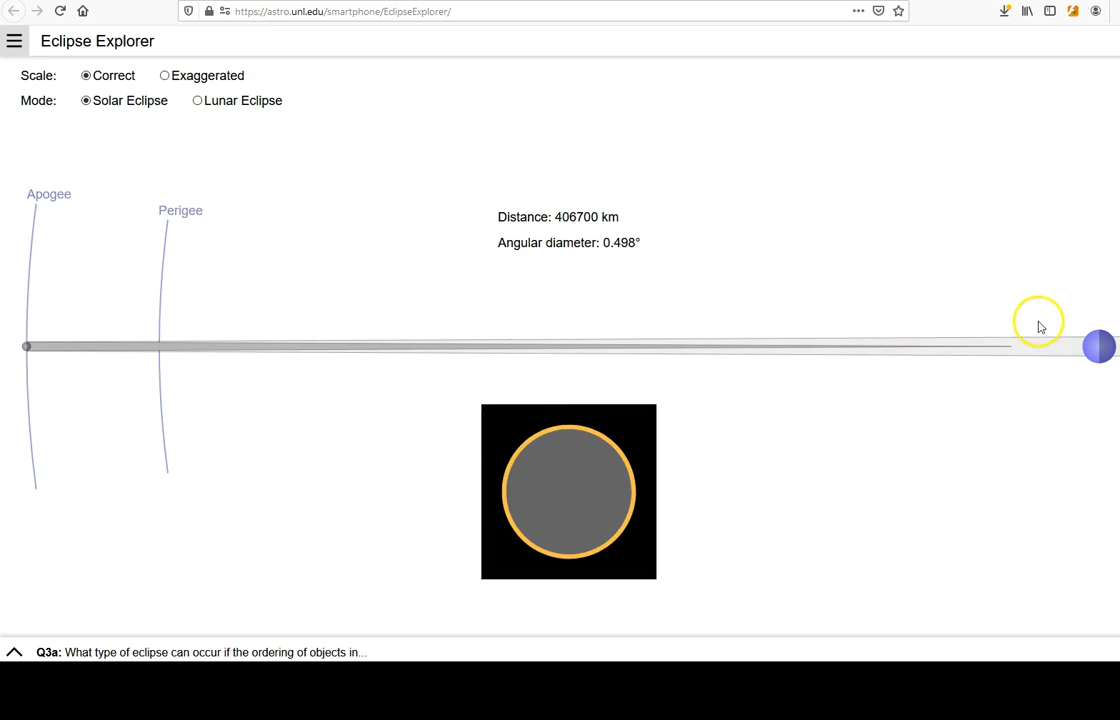 https://astro.unl.edu/smartphone/EclipseExplorer/
Eclipse Explorer
Scale: Correct Exaggerated
Mode: Solar Eclipse Lunar Eclipse
Apogee
Perigee
Distance: 406700 km
Angular diameter: 0.498°
Q3a: What type of eclipse can occur if the ordering of objects in...